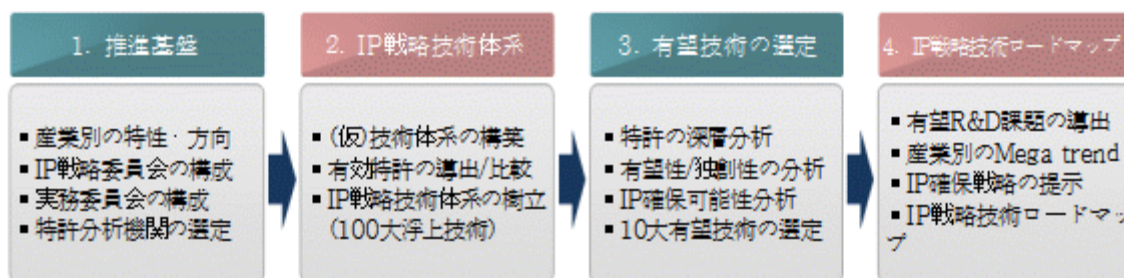 1. 推進基盤
産業別の特性・方向
IP戦略委員会の構成
実務委員会の構成
特許分析機関の選定
2. IP戦略技術体系
(仮)技術体系の構築
有効特許の導出/比較
IP戦略技術体系の樹立
(100大浮上技術)
3. 有望技術の選定
特許の深層分析
有望性/独創性の分析
IP確保可能性分析
10大有望技術の選定
4. IP戦略技術ロードマップ
有望R&D課題の導出
産業別のMega trend
IP確保戦略の提示
IP戦略技術ロードマッ
プ